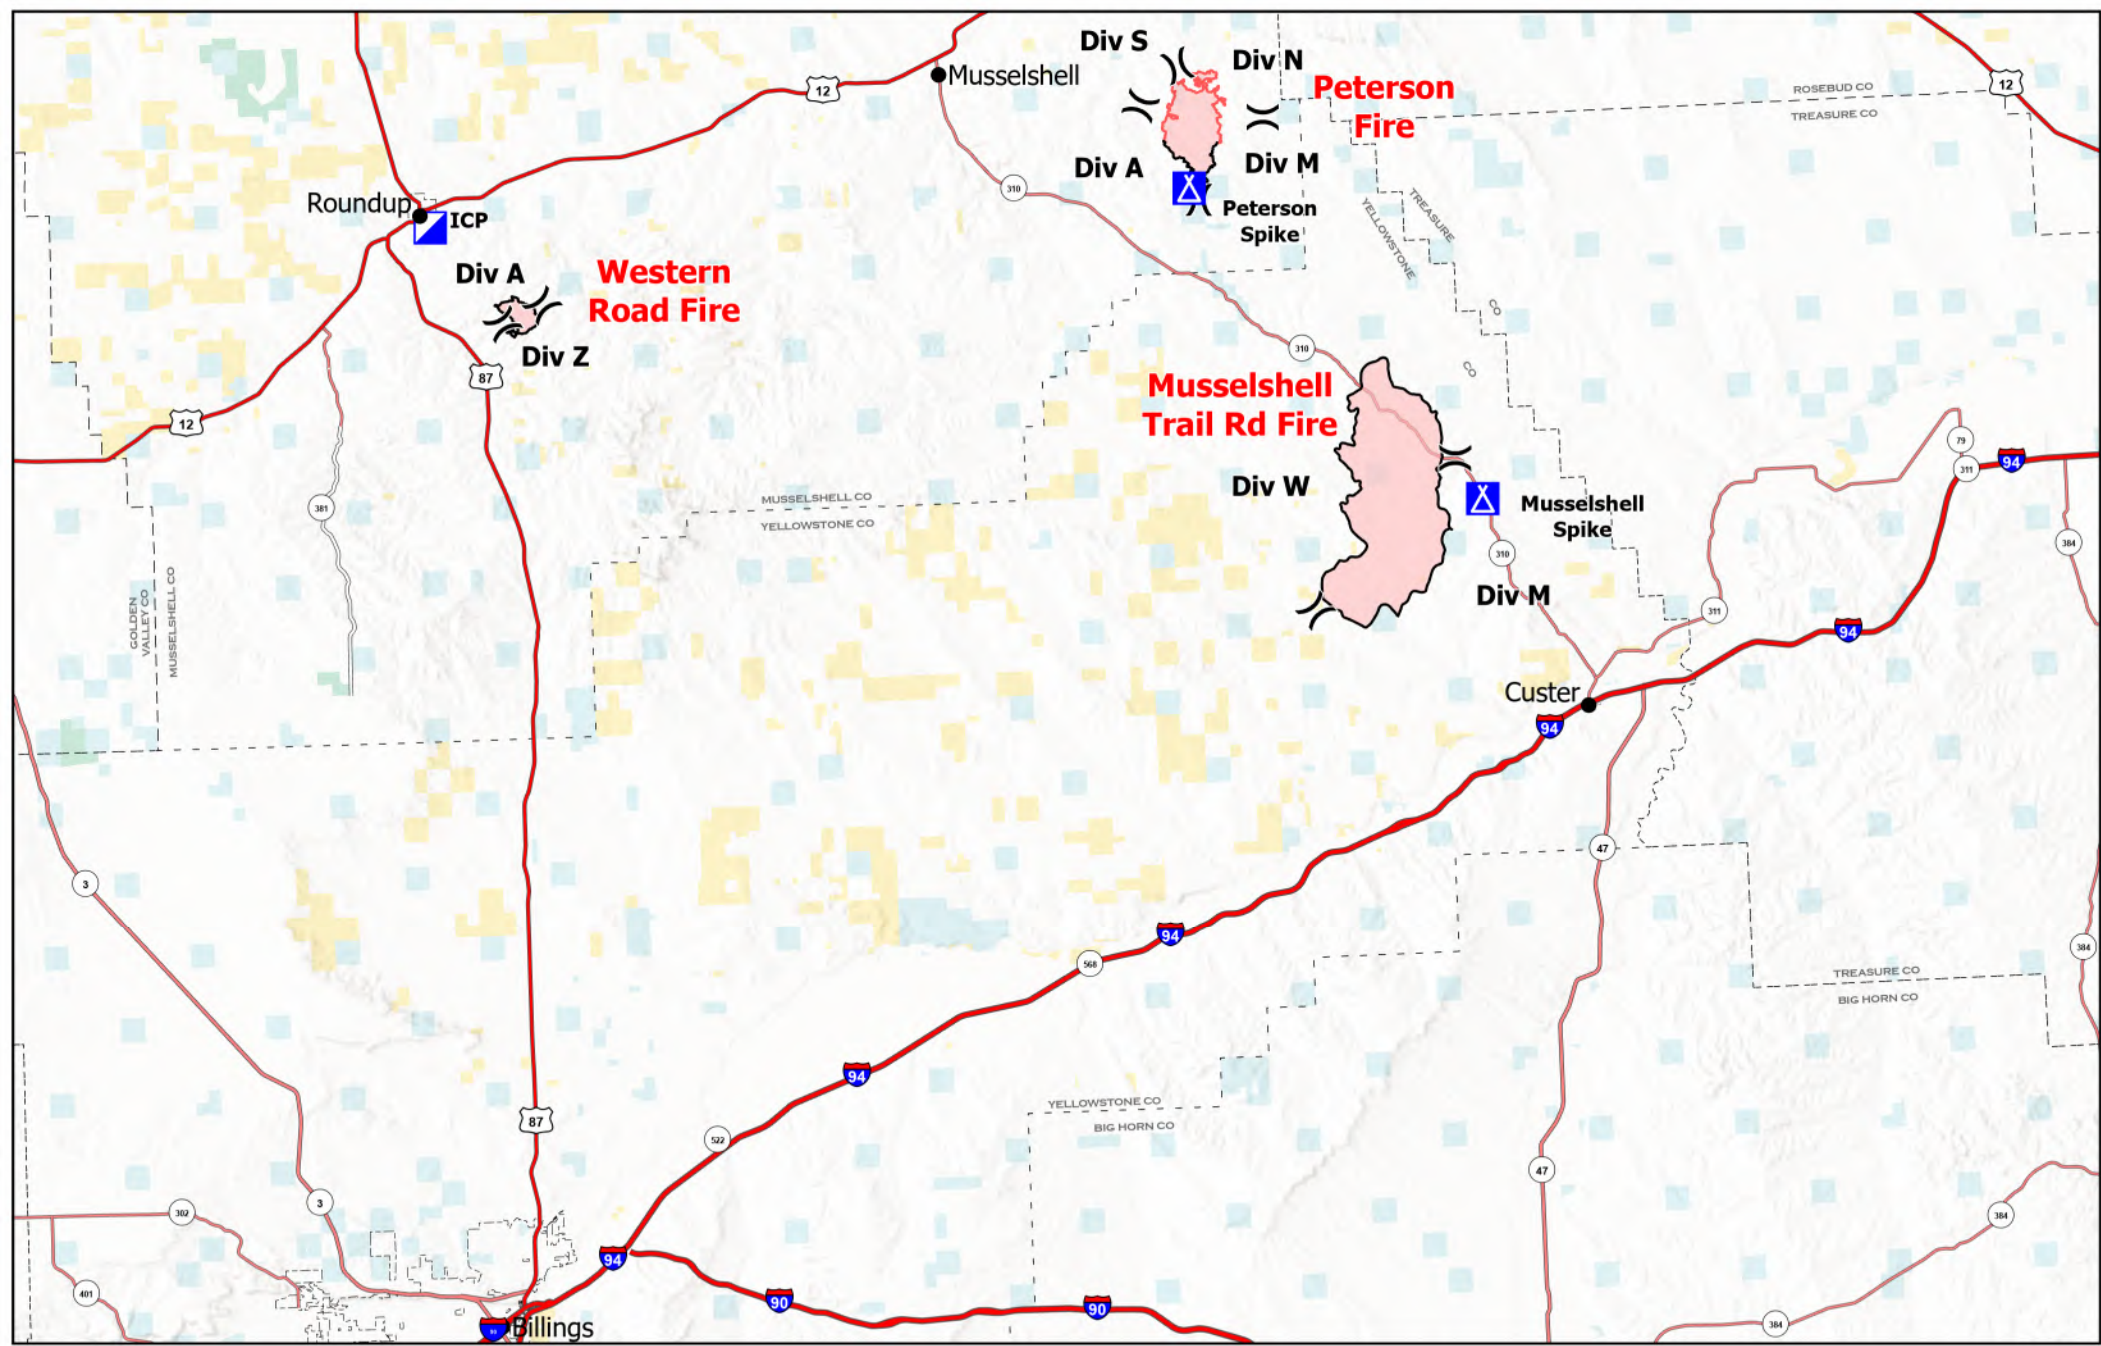 Div S
Div N
Peterson
Fire
Musselshell
12
12
ROSEBUD CO
TREASURE CO
Div A
Div M
310
Peterson
Spike
TREASURE
YELLOWSTONE
CO
CO
Roundup
ICP
Div A
Western
Road Fire
Div Z
87
310
Musselshell
Trail Rd Fire
Div W
12
381
MUSSELSHELL CO
YELLOWSTONE CO
Musselshell
Spike
79
311
94
384
310
Div M
311
94
GOLDEN
VALLEY CO
MUSSELSHELL CO
Custer
94
47
3
94
568
384
TREASURE CO
BIG HORN CO
94
YELLOWSTONE CO
BIG HORN CO
87
522
47
302
3
384
94
401
90
90
384
Billings